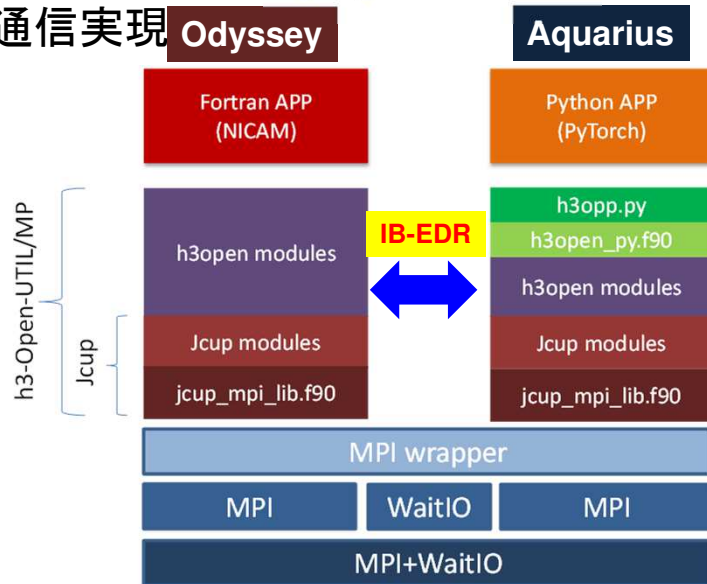 通信実現
Odyssey
Aquarius
Fortran APP
(NICAM)
Python APP
(PyTorch)
h3-Open-UTIL/MP
Jcup
h3open modules
IB-EDR
h3opp.py
h3open_py.f90
h3open modules
Jcup modules
Jcup modules
jcup_mpi_lib.f90
jcup_mpi_lib.f90
MPI wrapper
MPI
WaitIO
MPI
MPI+WaitIO